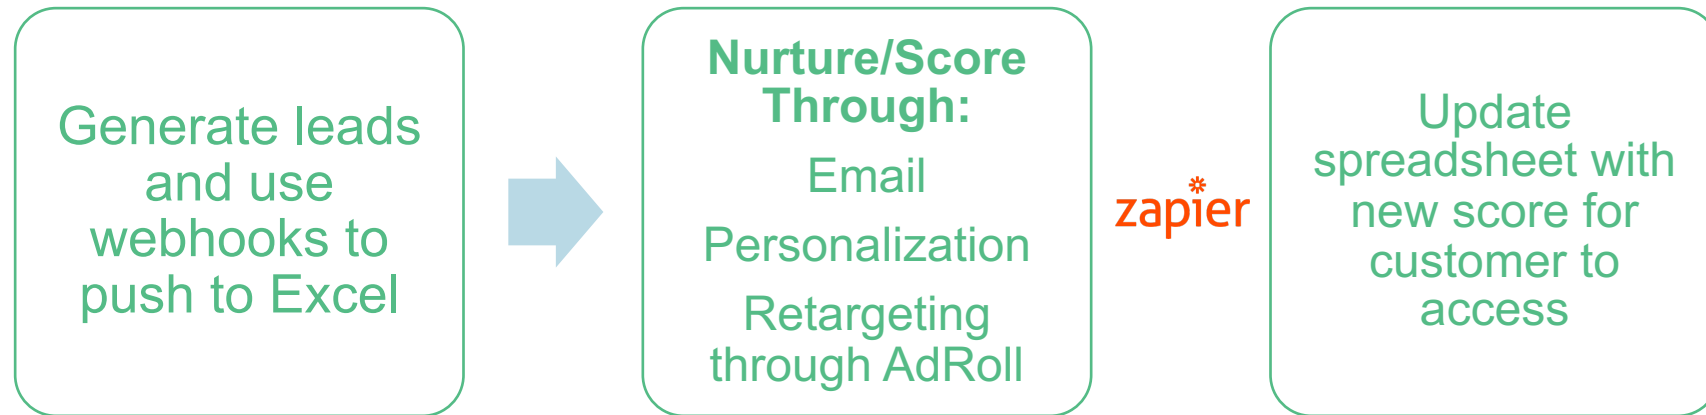 Generate leads
and use
webhooks to
push to Excel
Nurture/Score
Through:
Email
Personalization
Retargeting
through AdRoll
zapier
Update
spreadsheet with
new score for
customer to
access